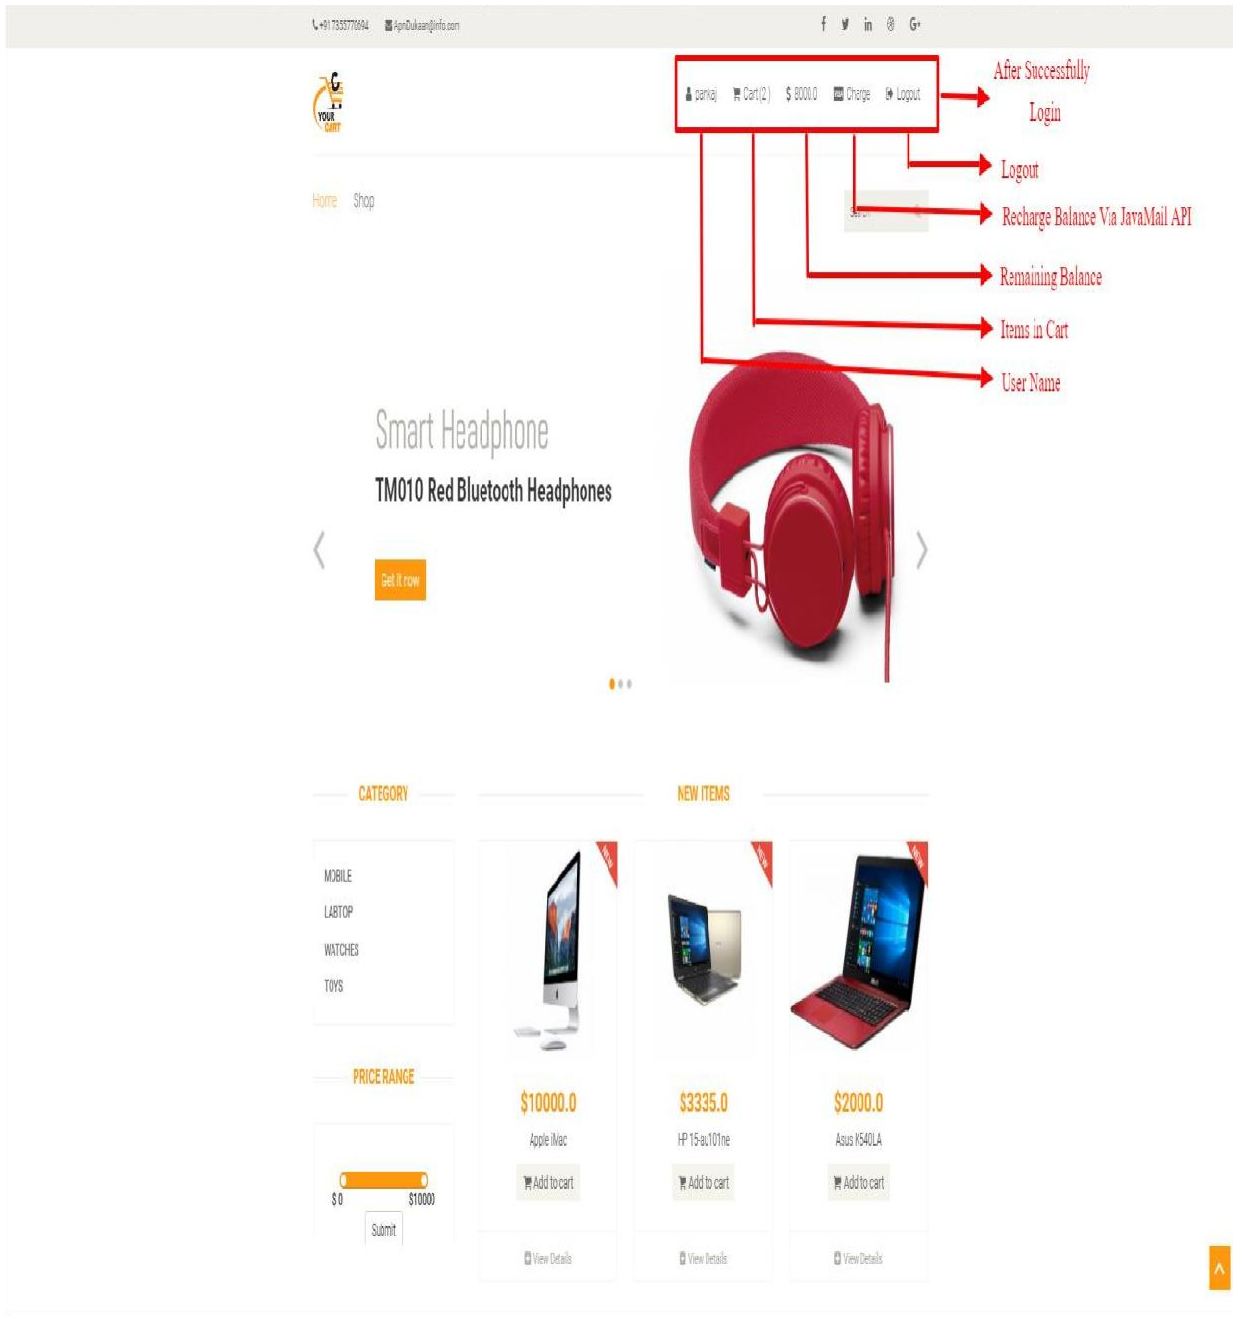 ApniDukaan@info.com
After Successfully
Login
YOUR
CART
pankaj Cart(2) $ 8000.0 Charge Logout
Logout
Home Shop
Recharge Balance Via JavaMail API
Remaining Balance
Items in Cart
User Name
Smart Headphone
TM010 Red Bluetooth Headphones
Get it now
CATEGORY
NEW ITEMS
MOBILE
LABTOP
WATCHES
TOYS
NEW
NEW
NEW
PRICE RANGE
$10000.0
$3335.0
$2000.0
Apple iMac
HP 15-au101ne
Asus K540LA
Add to cart
Add to cart
Add to cart
$ 0 $10000
Submit
View Details
View Details
View Details